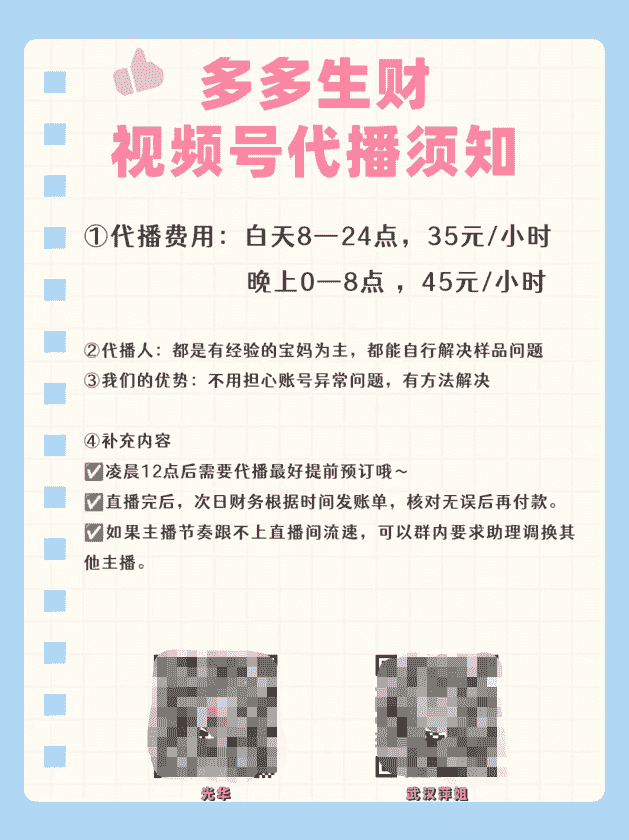 多多生财
视频号代播须知
①代播费用：白天8—24点，35元/小时
晚上0—8点，45元/小时
②代播人：都是有经验的宝妈为主，都能自行解决样品问题
③我们的优势：不用担心账号异常问题，有方法解决
④补充内容
☑凌晨12点后需要代播最好提前预订哦～
☑直播完后，次日财务根据时间发账单，核对无误后再付款。
☑如果主播节奏跟不上直播间流速，可以群内要求助理调换其
他主播。
光华
武汉萍姐